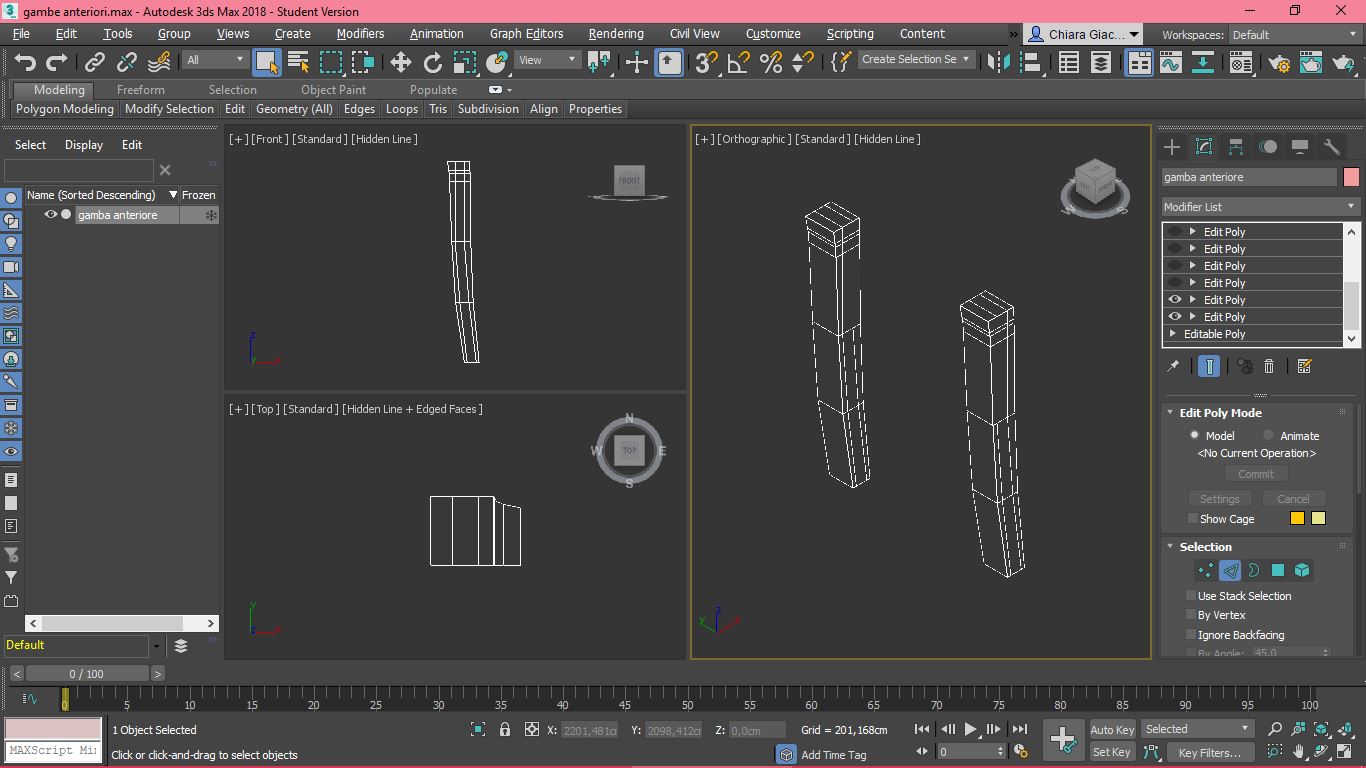 gambe anteriori.max - Autodesk 3ds Max 2018 - Student Version
File Edit Tools Group Views Create Modifiers Animation Graph Editors Rendering Civil View Customize Scripting Content » Chiara Giac... Workspaces: Default
All View Create Selection Se
Modeling Freeform Selection Object Paint Populate
Polygon Modeling Modify Selection Edit Geometry (All) Edges Loops Tris Subdivision Align Properties
Select Display Edit
Name (Sorted Descending) Frozen
gamba anteriore
[+] [Front] [Standard] [Hidden Line]
FRONT
z
x
y
[+] [Top] [Standard] [Hidden Line + Edged Faces]
N
W TOP E
S
y
z x
[+] [Orthographic] [Standard] [Hidden Line]
TOP
W S
z
y x
gamba anteriore
Modifier List
Edit Poly
Edit Poly
Edit Poly
Edit Poly
Edit Poly
Edit Poly
Editable Poly
Edit Poly Mode
Model Animate
<No Current Operation>
Commit
Settings Cancel
Show Cage
Selection
Use Stack Selection
By Vertex
Ignore Backfacing
By Angle: 45,0
Default
< 0 / 100 >
0 5 10 15 20 25 30 35 40 45 50 55 60 65 70 75 80 85 90 95 100
1 Object Selected X: 2201,481cm Y: 2098,412cm Z: 0,0cm Grid = 201,168cm Auto Key Selected
MAXScript Min Click or click-and-drag to select objects Add Time Tag 0 Set Key Key Filters...